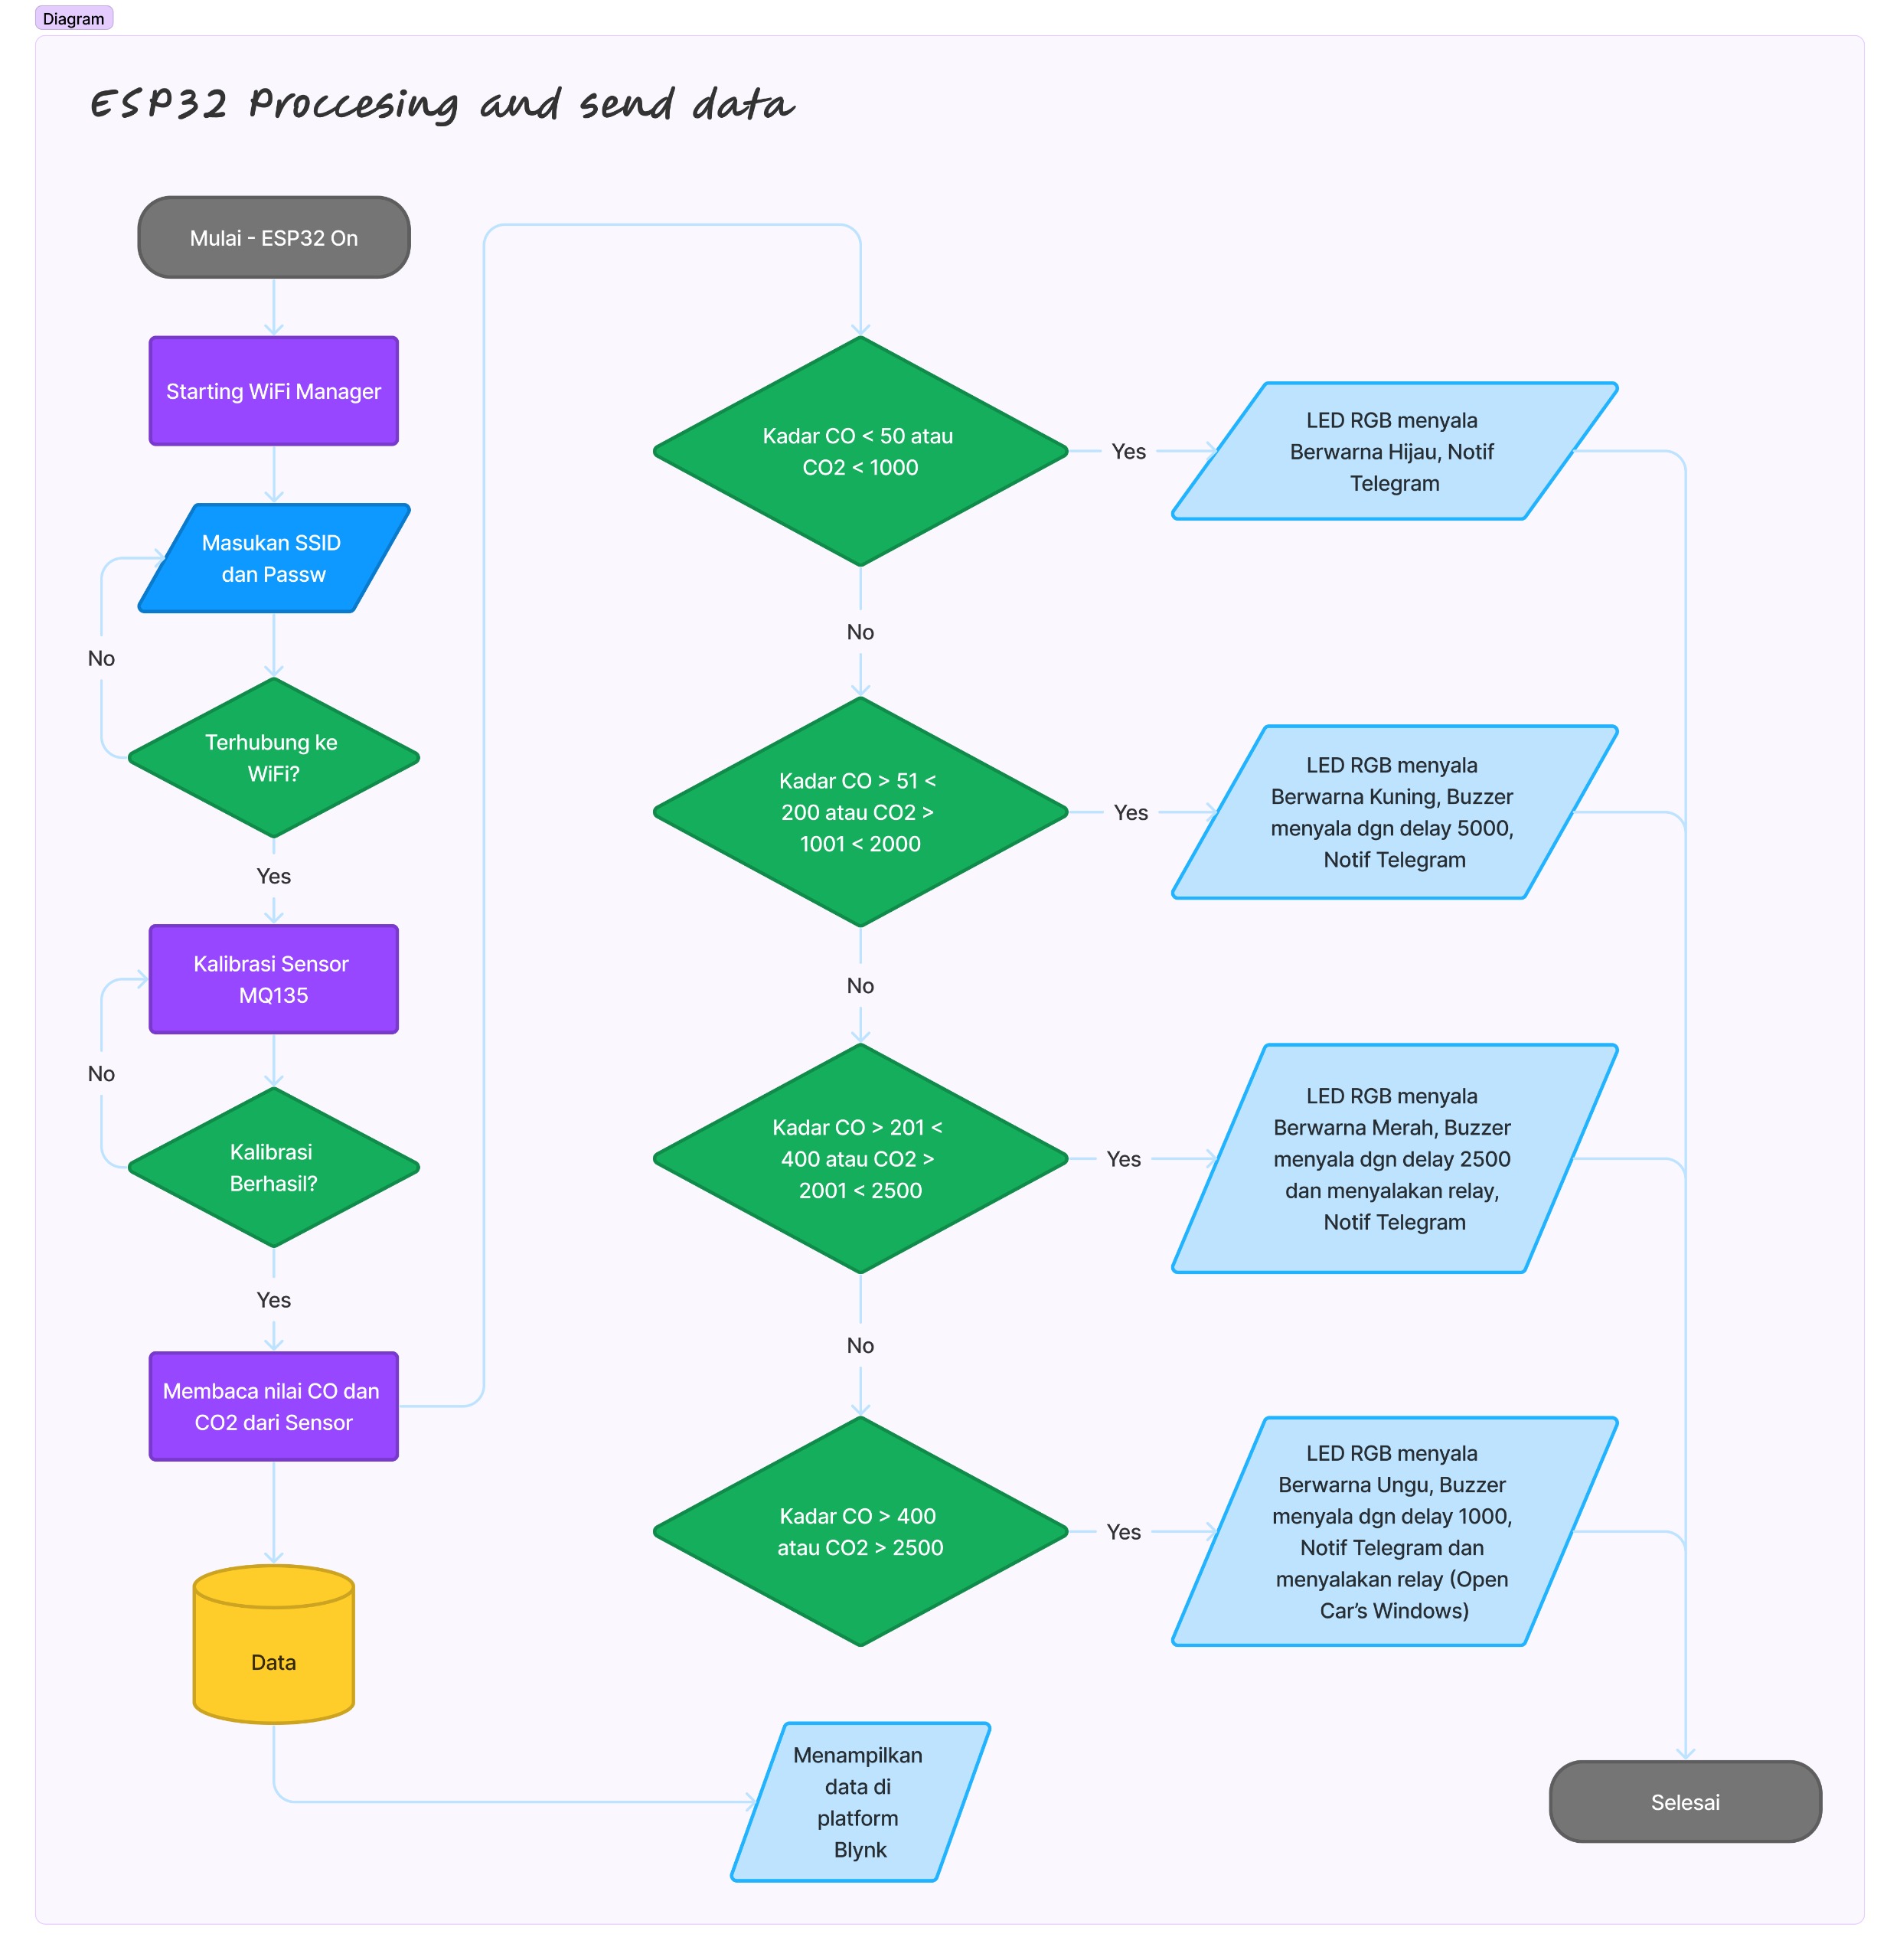 Diagram
ESP32 Proccesing and send data
Mulai - ESP32 On
Starting WiFi Manager
Masukan SSID
dan Passw
No
Terhubung ke
WiFi?
Yes
Kalibrasi Sensor
MQ135
No
Kalibrasi
Berhasil?
Yes
Membaca nilai CO dan
CO2 dari Sensor
Data
Menampilkan
data di
platform
Blynk
Kadar CO < 50 atau
CO2 < 1000
Yes
LED RGB menyala
Berwarna Hijau, Notif
Telegram
No
Kadar CO > 51 <
200 atau CO2 >
1001 < 2000
Yes
LED RGB menyala
Berwarna Kuning, Buzzer
menyala dgn delay 5000,
Notif Telegram
No
Kadar CO > 201 <
400 atau CO2 >
2001 < 2500
Yes
LED RGB menyala
Berwarna Merah, Buzzer
menyala dgn delay 2500
dan menyalakan relay,
Notif Telegram
No
Kadar CO > 400
atau CO2 > 2500
Yes
LED RGB menyala
Berwarna Ungu, Buzzer
menyala dgn delay 1000,
Notif Telegram dan
menyalakan relay (Open
Car’s Windows)
Selesai